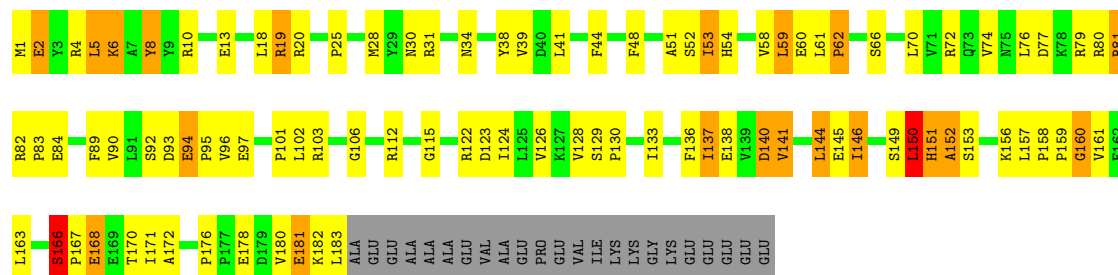 M1 E2 Y3 R4 L5 K6 A7 Y8 Y9 R10 E13 L18 R19 R20 P25 M28 Y29 N30 R31 N34 Y38 V39 D40 L41 F44 F48 A51 S52 I53 H54 V58 L59 E60 L61 P62 S66 L70 V71 R72 Q73 V74 N75 L76 D77 K78 R79 R80 P81
R82 P83 E84 F89 V90 L91 S92 D93 E94 P95 V96 E97 P101 L102 R103 G106 R112 G115 R122 D123 I124 L125 V126 K127 V128 S129 P130 I133 F136 I137 E138 V139 D140 V141 L144 E145 I146 S149 L150 H151 A152 S153 K156 L157 P158 P159 G160 V161 E162
L163 S166 P167 E168 E169 T170 I171 A172 P176 P177 E178 D179 V180 E181 K182 L183 ALA GLU GLU ALA ALA ALA GLU VAL ALA GLU PRO GLU VAL ILE LYS LYS GLY LYS GLU GLU GLU GLU GLU